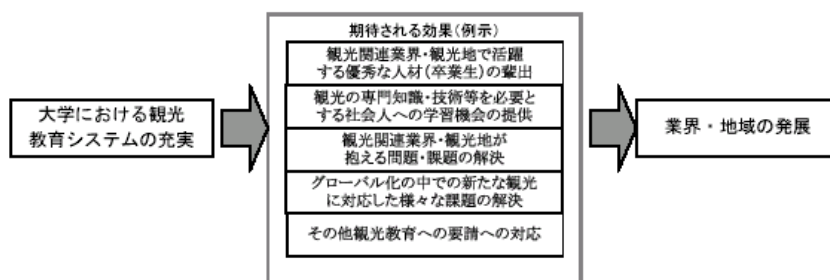 大学における観光
教育システムの充実
期待される効果(例示)
観光関連業界・観光地で活躍
する優秀な人材(卒業生)の輩出
観光の専門知識・技術等を必要と
する社会人への学習機会の提供
観光関連業界・観光地が
抱える問題・課題の解決
グローバル化の中での新たな観光
に対応した様々な課題の解決
その他観光教育への要請への対応
業界・地域の発展